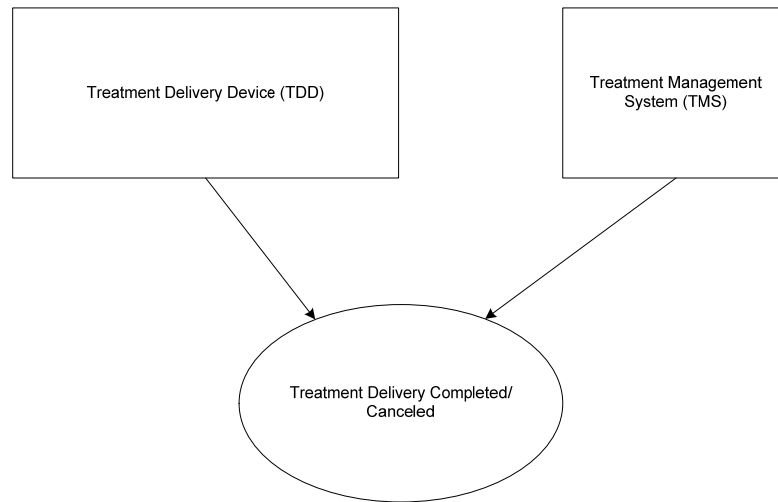 Treatment Delivery Device (TDD)
Treatment Management
System (TMS)
Treatment Delivery Completed/
Canceled